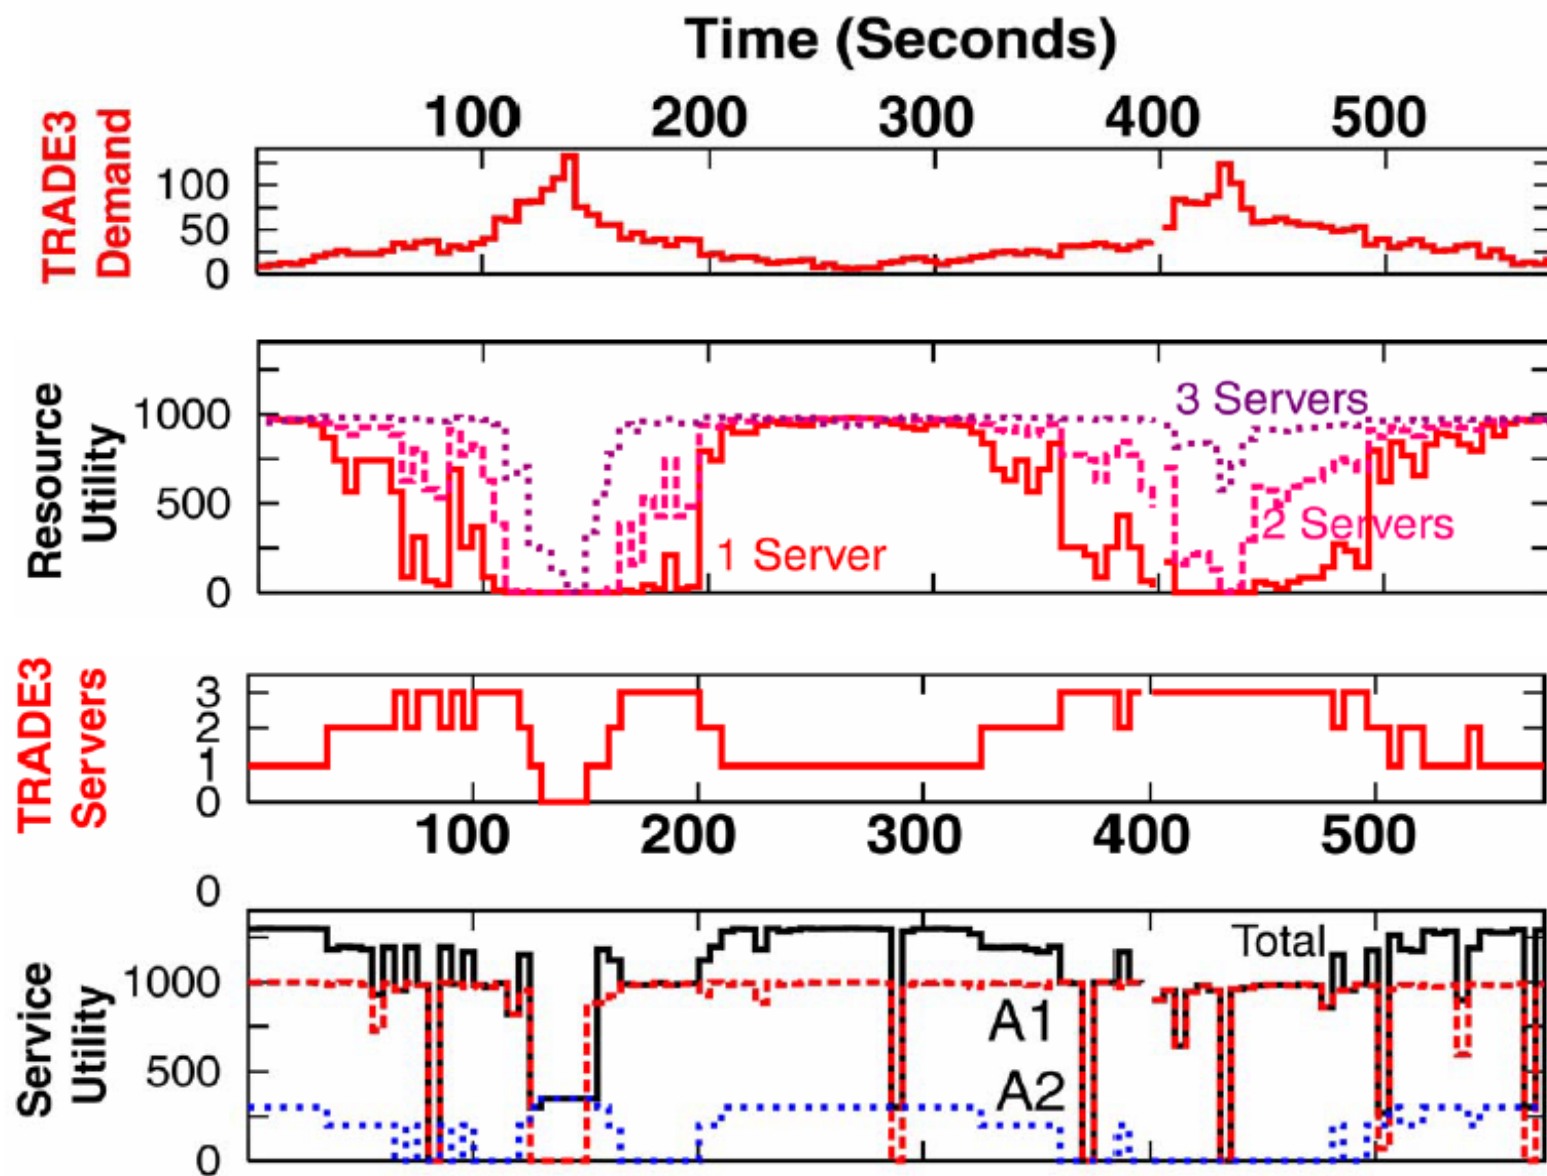 Time (Seconds)
100 200 300 400 500
TRADE3
Demand
100
50
0
Resource
Utility
1000
500
0
3 Servers
2 Servers
1 Server
TRADE3
Servers
3
2
1
0
100 200 300 400 500
0
Service
Utility
1000
500
0
Total
A1
A2